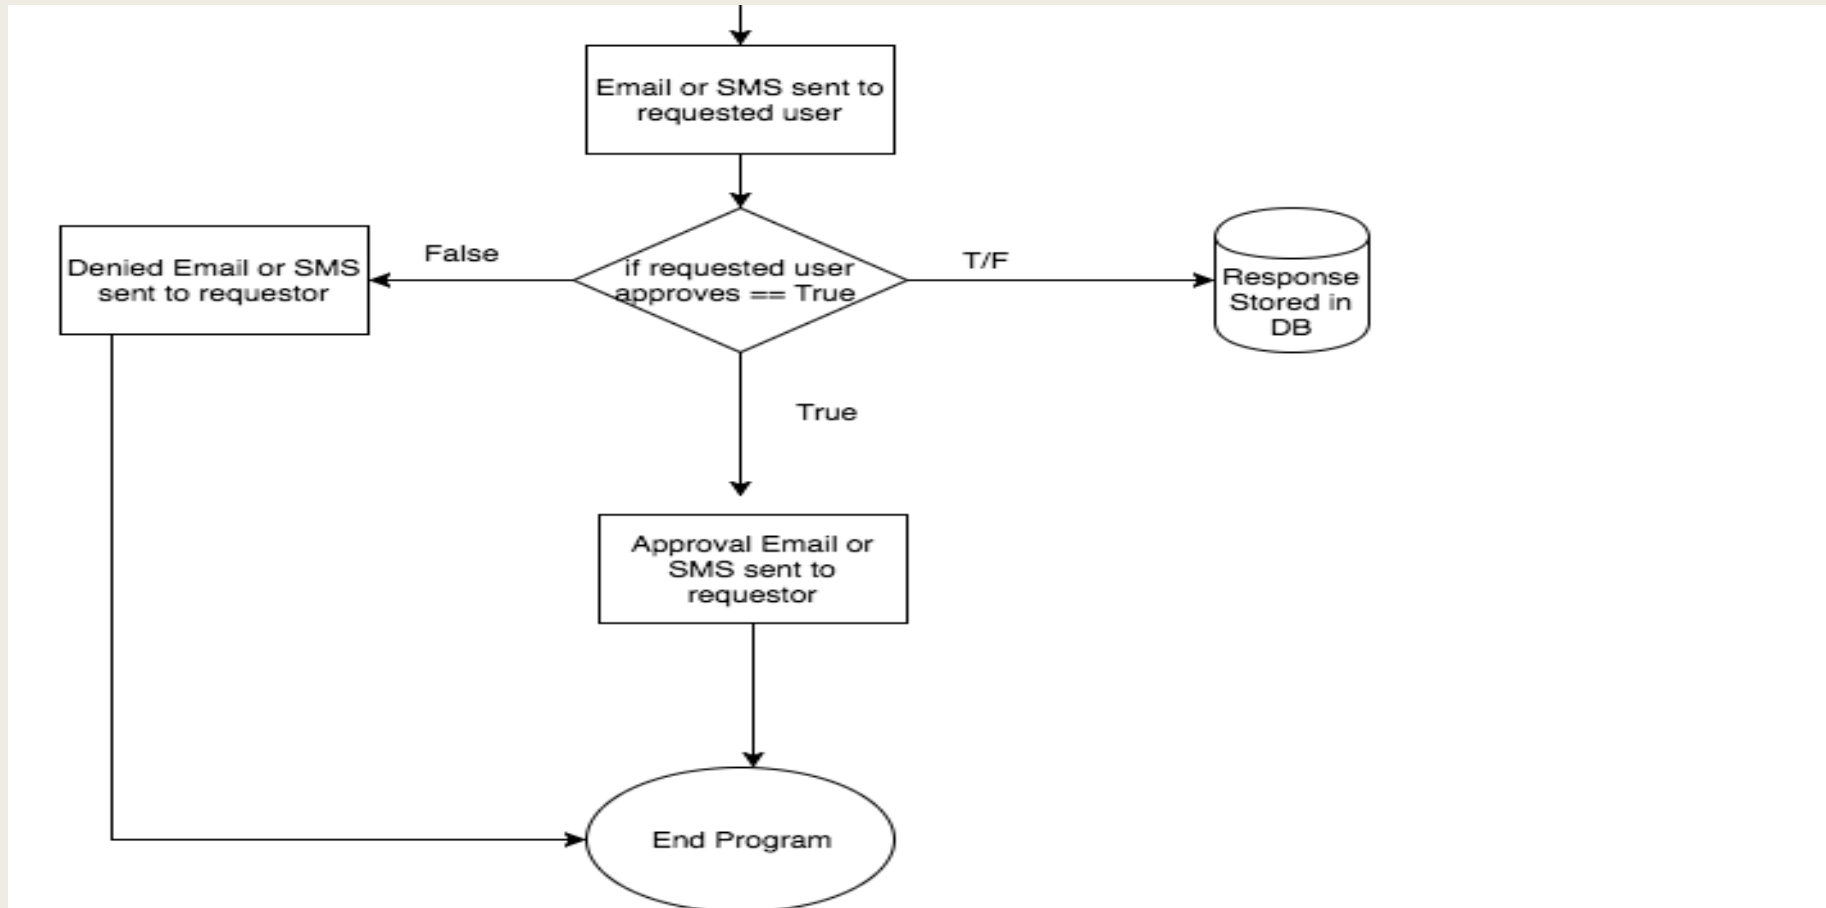 Email or SMS sent to
requested user
False
if requested user
approves == True
T/F
Denied Email or SMS
sent to requestor
Response
Stored in
DB
True
Approval Email or
SMS sent to
requestor
End Program